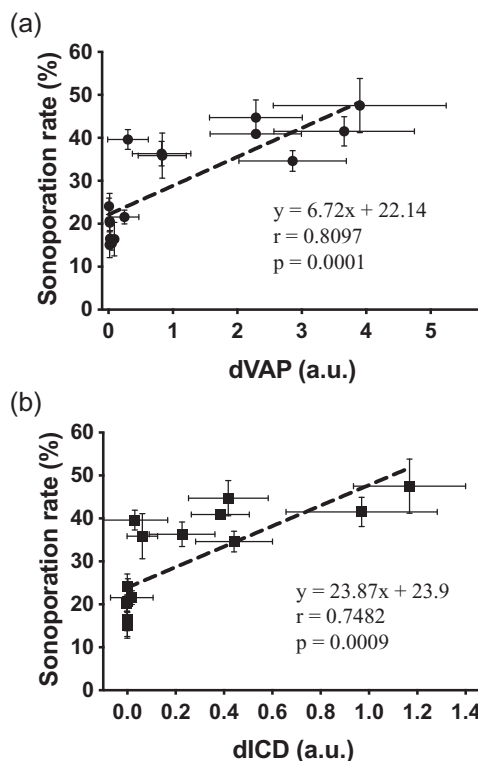 (a)
Sonoporation rate (%)
60
50
40
30
20
10
0
y = 6.72x + 22.14
r = 0.8097
p = 0.0001
0 1 2 3 4 5
dVAP (a.u.)
(b)
Sonoporation rate (%)
60
50
40
30
20
10
0
y = 23.87x + 23.9
r = 0.7482
p = 0.0009
0.0 0.2 0.4 0.6 0.8 1.0 1.2 1.4
dICD (a.u.)